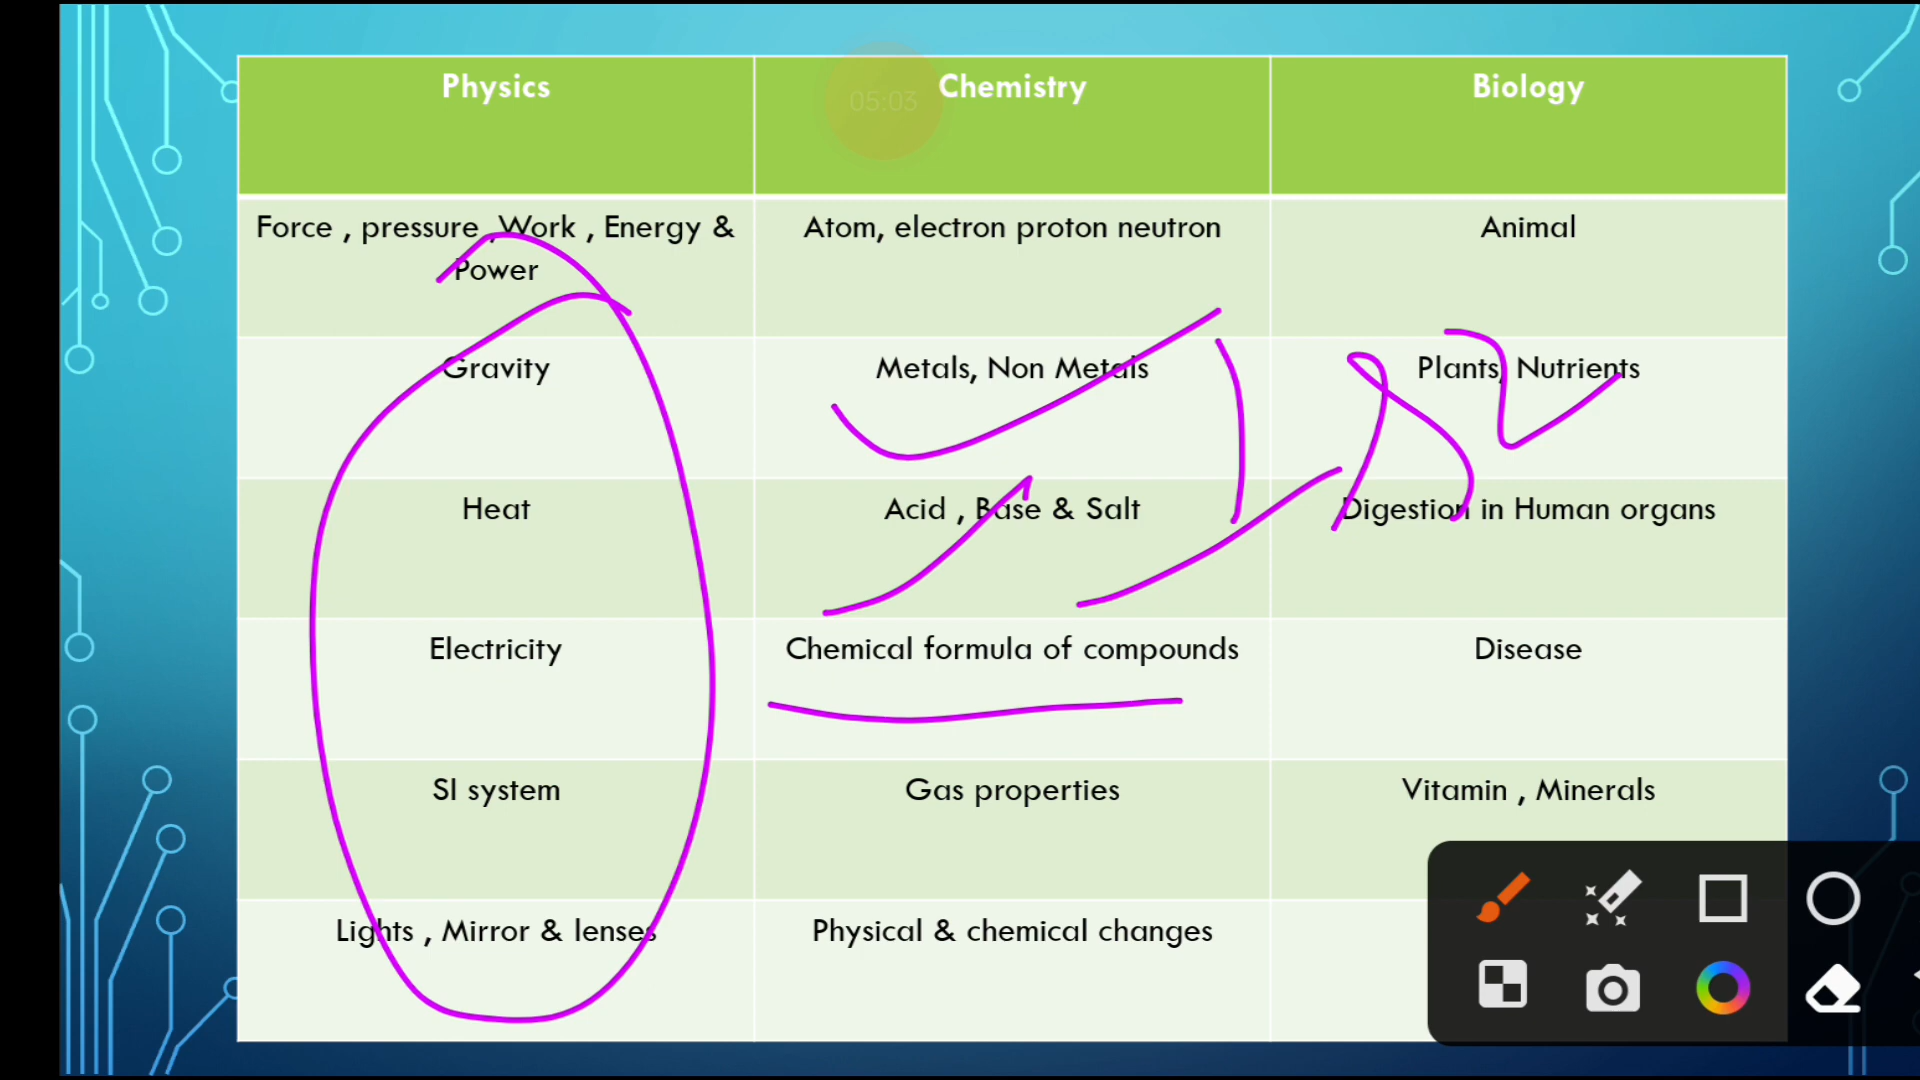 Physics Chemistry Biology
05:03
Force , pressure ,Work , Energy & Atom, electron proton neutron Animal
Power
Gravity Metals, Non Metals Plants, Nutrients
Heat Acid , Base & Salt Digestion in Human organs
Electricity Chemical formula of compounds Disease
SI system Gas properties Vitamin , Minerals
Lights , Mirror & lenses Physical & chemical changes